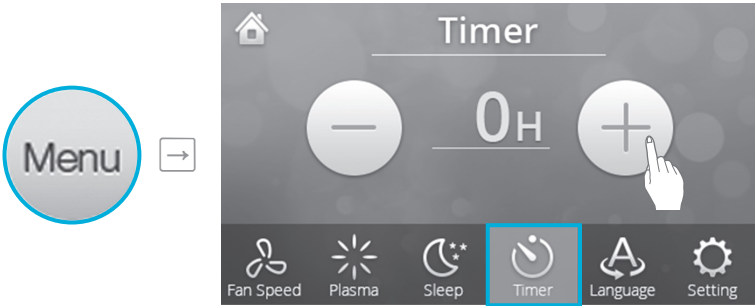 Menu
Timer
0H
Fan Speed
Plasma
Sleep
Timer
Language
Setting